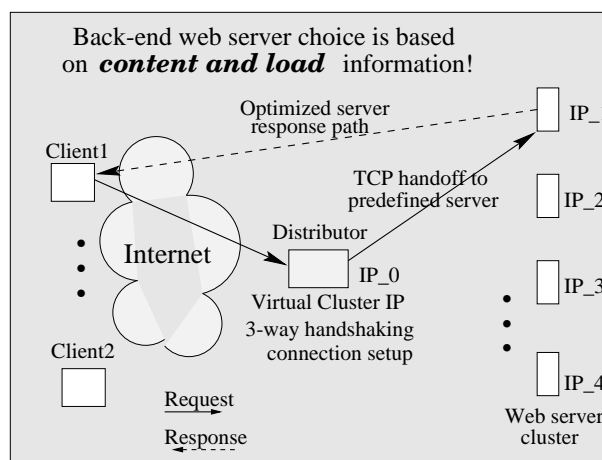 Back-end web server choice is based
on content and load information!
Optimized server
response path
IP_1
Client1
TCP handoff to
predefined server
IP_2
Distributor
Internet
IP_0
IP_3
Virtual Cluster IP
3-way handshaking
connection setup
Client2
IP_4
Request
Web server
cluster
Response